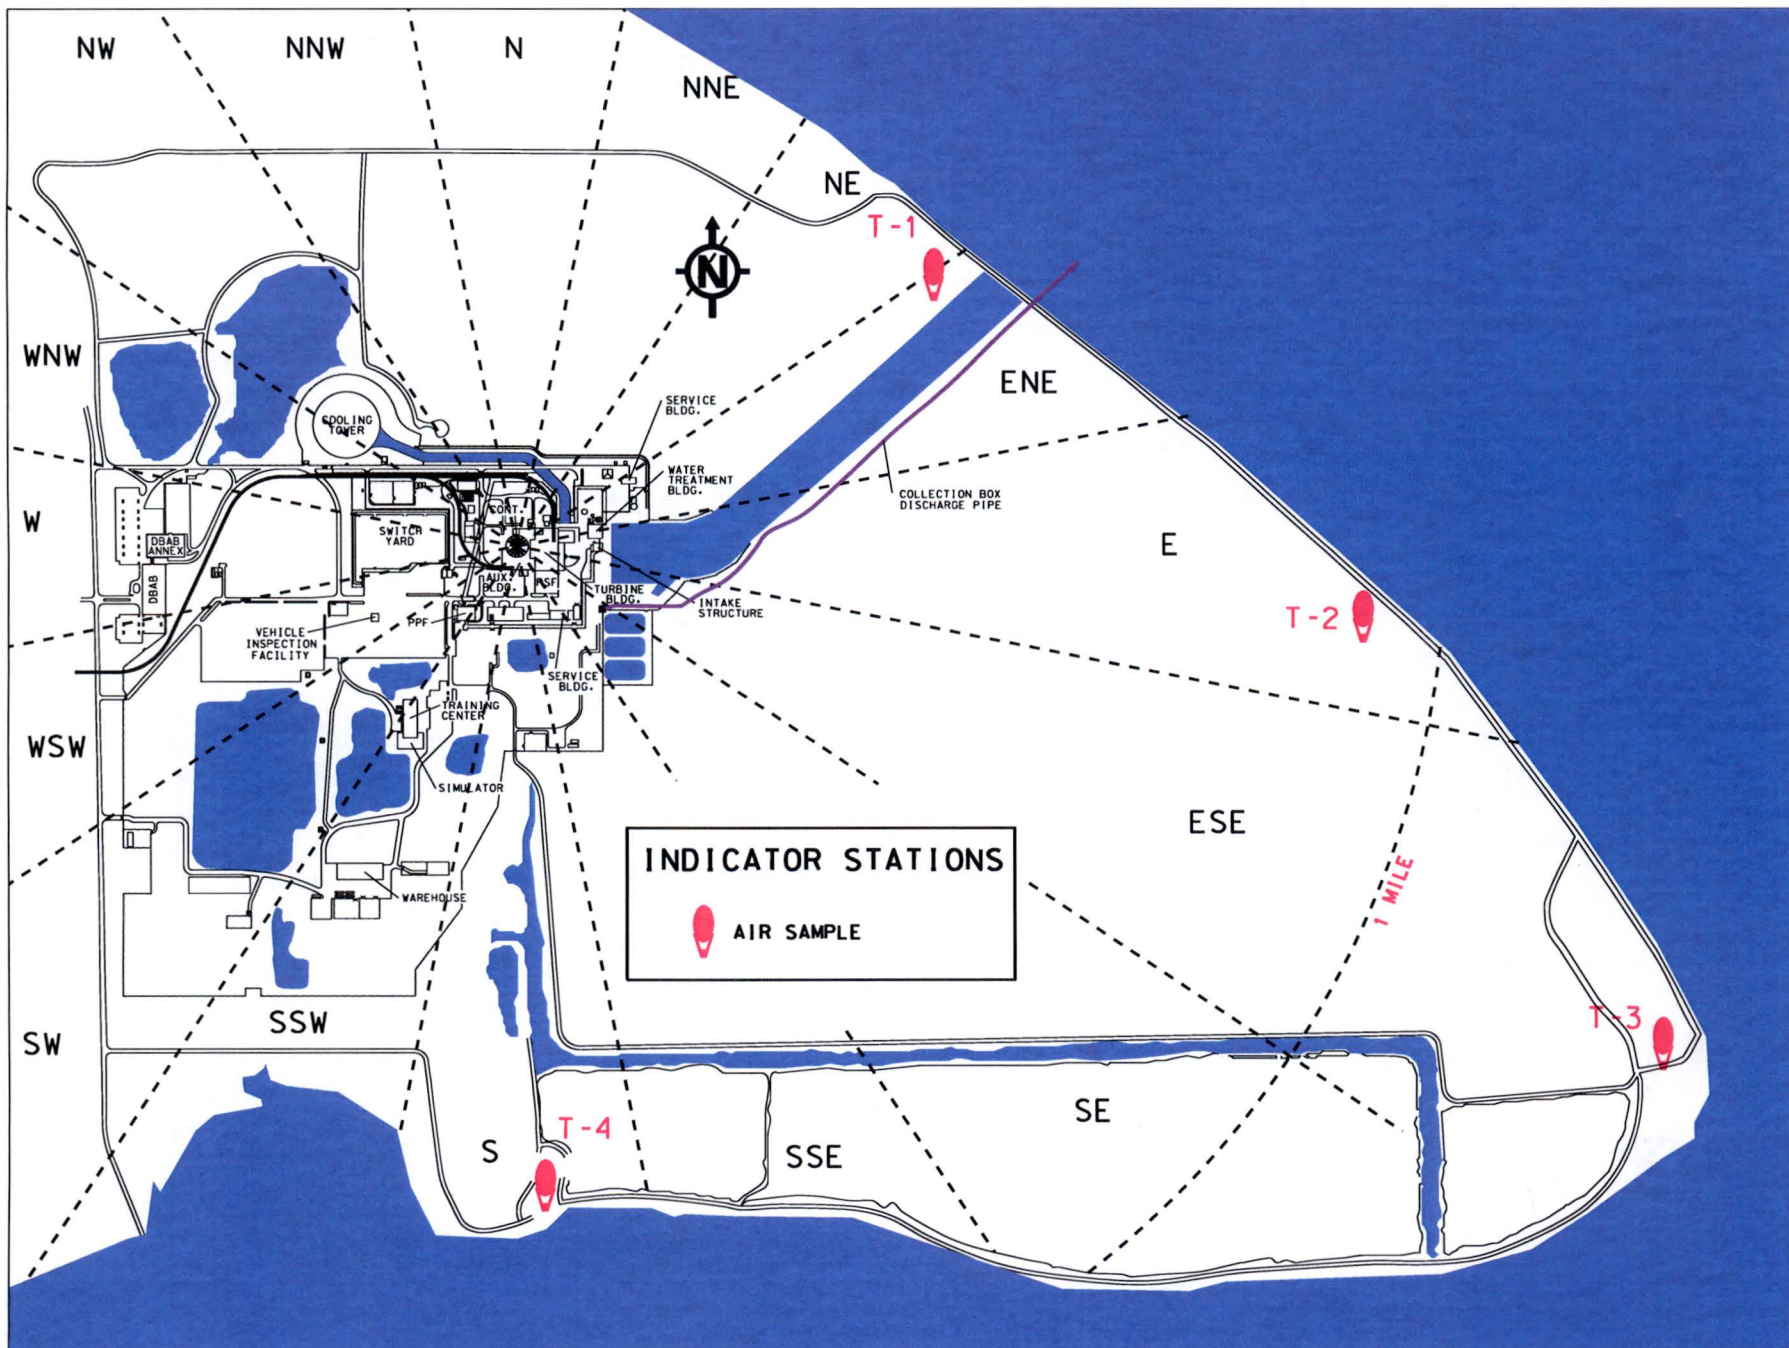 NW
NNW
N
NNE
NE
T-1
N
WNW
ENE
SERVICE
BLDG.
COOLING
TOWER
WATER
TREATMENT
BLDG.
COLLECTION BOX
DISCHARGE PIPE
W
CONT.
SWITCH
YARD
E
DBAB
ANNEX
DBAB
AUX.
BLDG.
PSF
TURBINE
BLDG.
INTAKE
STRUCTURE
T-2
PPF
VEHICLE
INSPECTION
FACILITY
SERVICE
BLDG.
TRAINING
CENTER
WSW
SIMULATOR
ESE
INDICATOR STATIONS
AIR SAMPLE
1 MILE
WAREHOUSE
SW
SSW
T-3
S
T-4
SSE
SE